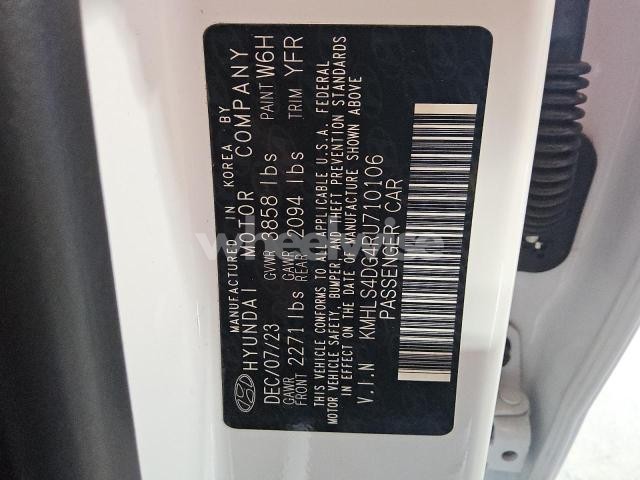 MANUFACTURED IN KOREA BY
HYUNDAI MOTOR COMPANY
DEC/07/23 GVWR 3858 lbs PAINT W6H
GAWR FRONT 2271 lbs GAWR REAR 2094 lbs TRIM YFR
THIS VEHICLE CONFORMS TO ALL APPLICABLE U.S.A. FEDERAL
MOTOR VEHICLE SAFETY, BUMPER, AND THEFT PREVENTION STANDARDS
IN EFFECT ON THE DATE OF MANUFACTURE SHOWN ABOVE
V.I.N KMHLS4DG4RU710106
PASSENGER CAR